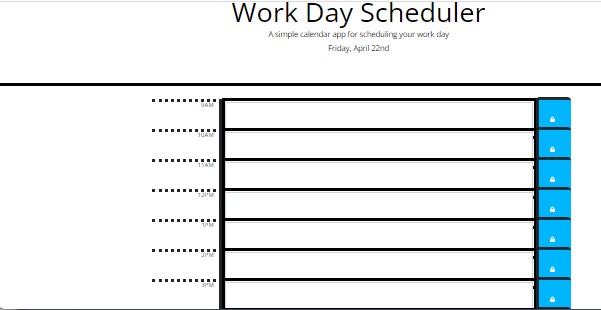 Work Day Scheduler
A simple calendar app for scheduling your work day
Friday, April 22nd
9AM
10AM
11AM
12PM
1PM
2PM
3PM